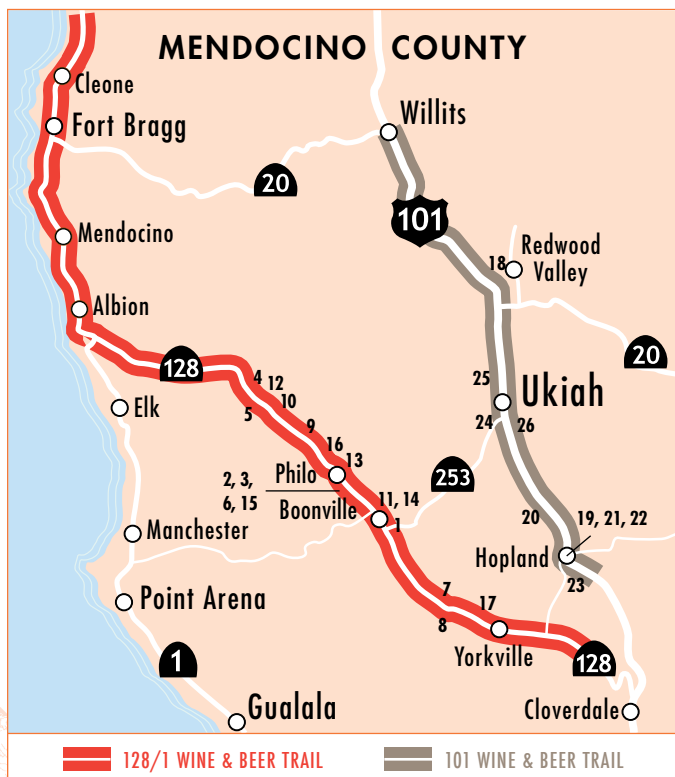 MENDOCINO COUNTY
Cleone
Fort Bragg
Willits
20
101
Mendocino
Redwood
Valley
18
Albion
20
128
4
12
25
Ukiah
10
5
Elk
24
26
9
16
13
2, 3,
6, 15
Philo
253
Boonville
11, 14
1
20
19, 21, 22
Manchester
Hopland
23
Point Arena
7
17
8
Yorkville
128
1
Gualala
Cloverdale
128/1 WINE & BEER TRAIL
101 WINE & BEER TRAIL